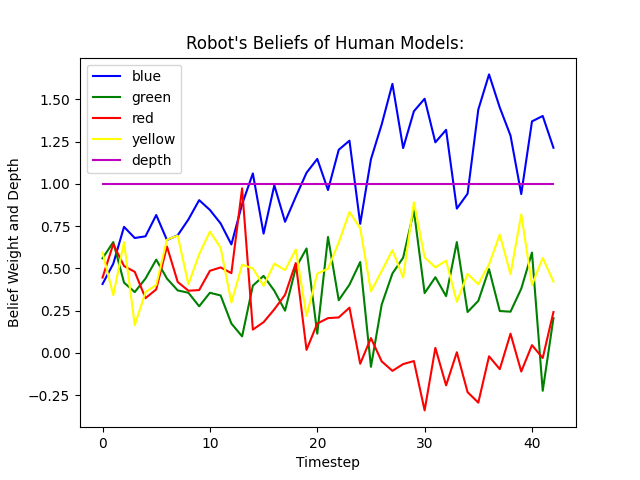 Robot's Beliefs of Human Models:
blue
green
red
yellow
depth
Belief Weight and Depth
1.50
1.25
1.00
0.75
0.50
0.25
0.00
−0.25
0
10
20
30
40
Timestep